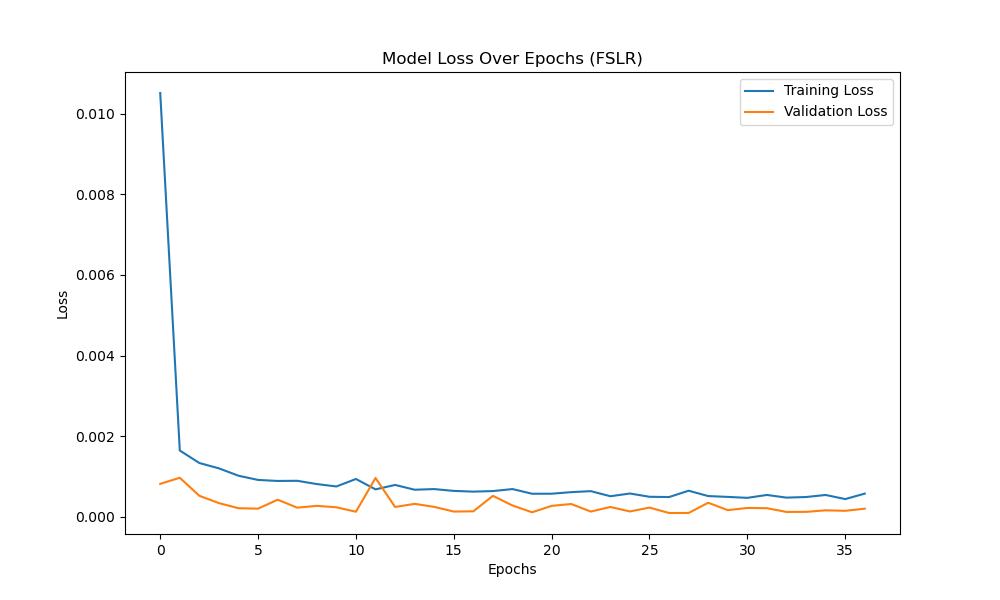 Model Loss Over Epochs (FSLR)
Training Loss
Validation Loss
0.010
0.008
0.006
0.004
0.002
0.000
Loss
0 5 10 15 20 25 30 35
Epochs